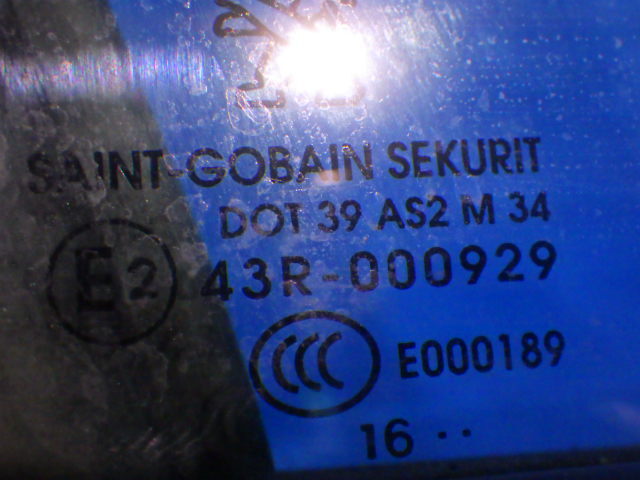 SAINT-GOBAIN SEKURIT
DOT 39 AS2 M 34
E2 43R-000929
CCC E000189
16 ··